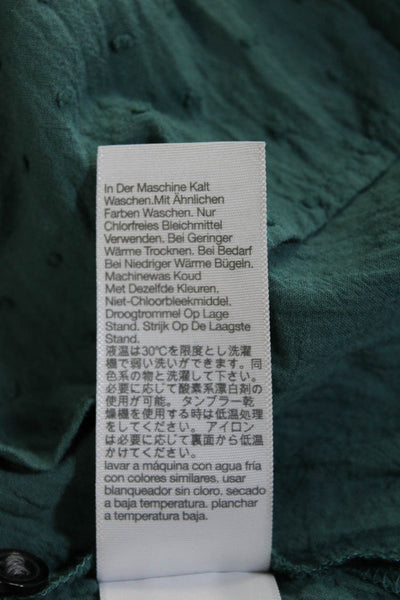 In Der Maschine Kalt
Waschen.Mit Ähnlichen
Farben Waschen. Nur
Chlorfreies Bleichmittel
Verwenden. Bei Geringer
Wärme Trocknen. Bei Bedarf
Bei Niedriger Wärme Bügeln.
Machinewas Koud
Met Dezelfde Kleuren,
Niet-Chloorbleekmiddel.
Droogtrommel Op Lage
Stand. Strijk Op De Laagste
Stand.
液温は30℃を限度とし洗濯
機で弱い洗いができます。同
色系の物と洗濯して下さい。
必要に応じて酸素系漂白剤の
使用が可能。 タンブラー乾
燥機を使用する時は低温処理
をしてください。 アイロン
は必要に応じて裏面から低温
かけてください。
lavar a máquina con agua fría
con colores similares. usar
blanqueador sin cloro. secado
a baja temperatura. planchar
a temperatura baja.